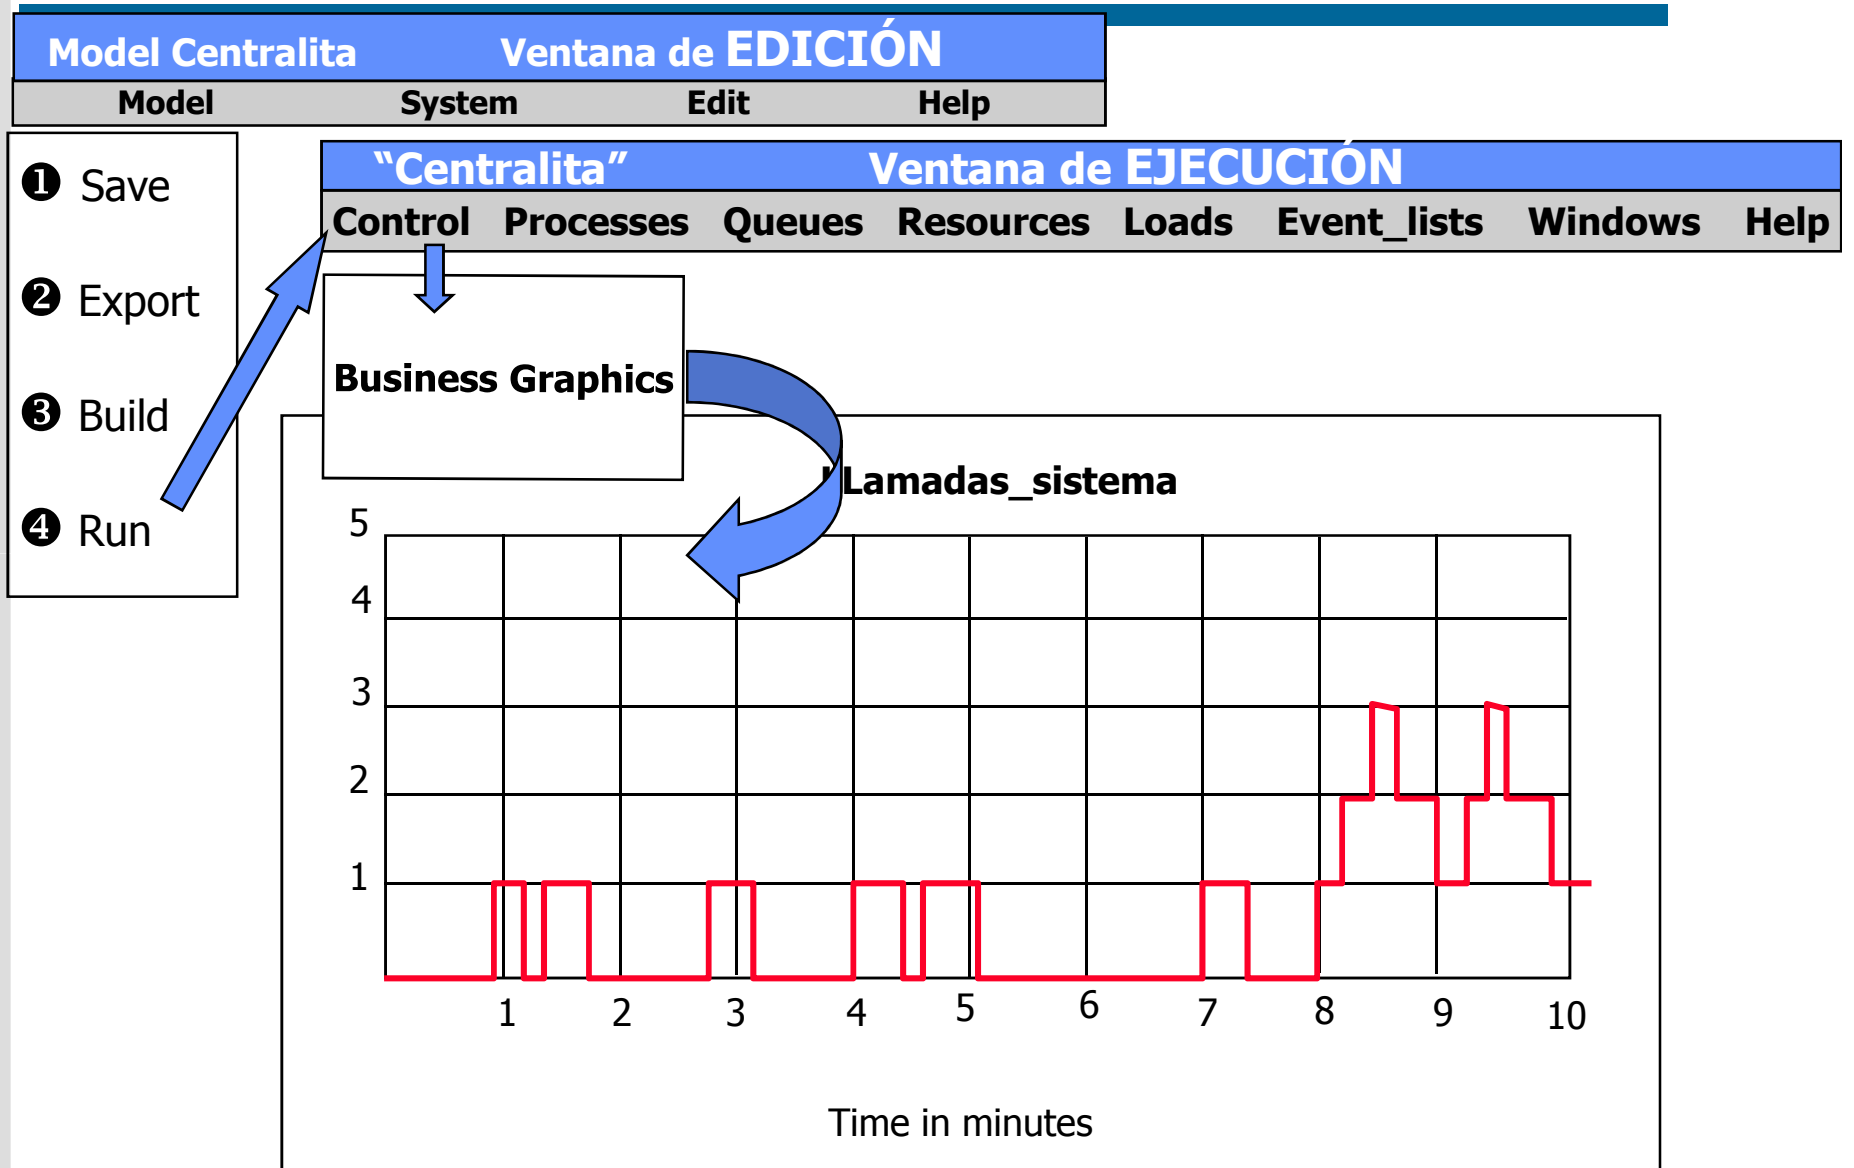 Model Centralita Ventana de EDICIÓN
Model System Edit Help
“Centralita” Ventana de EJECUCIÓN
Control Processes Queues Resources Loads Event_lists Windows Help
❶ Save
❷ Export
❸ Build
❹ Run
Business Graphics
LLamadas_sistema
5
4
3
2
1
1 2 3 4 5 6 7 8 9 10
Time in minutes